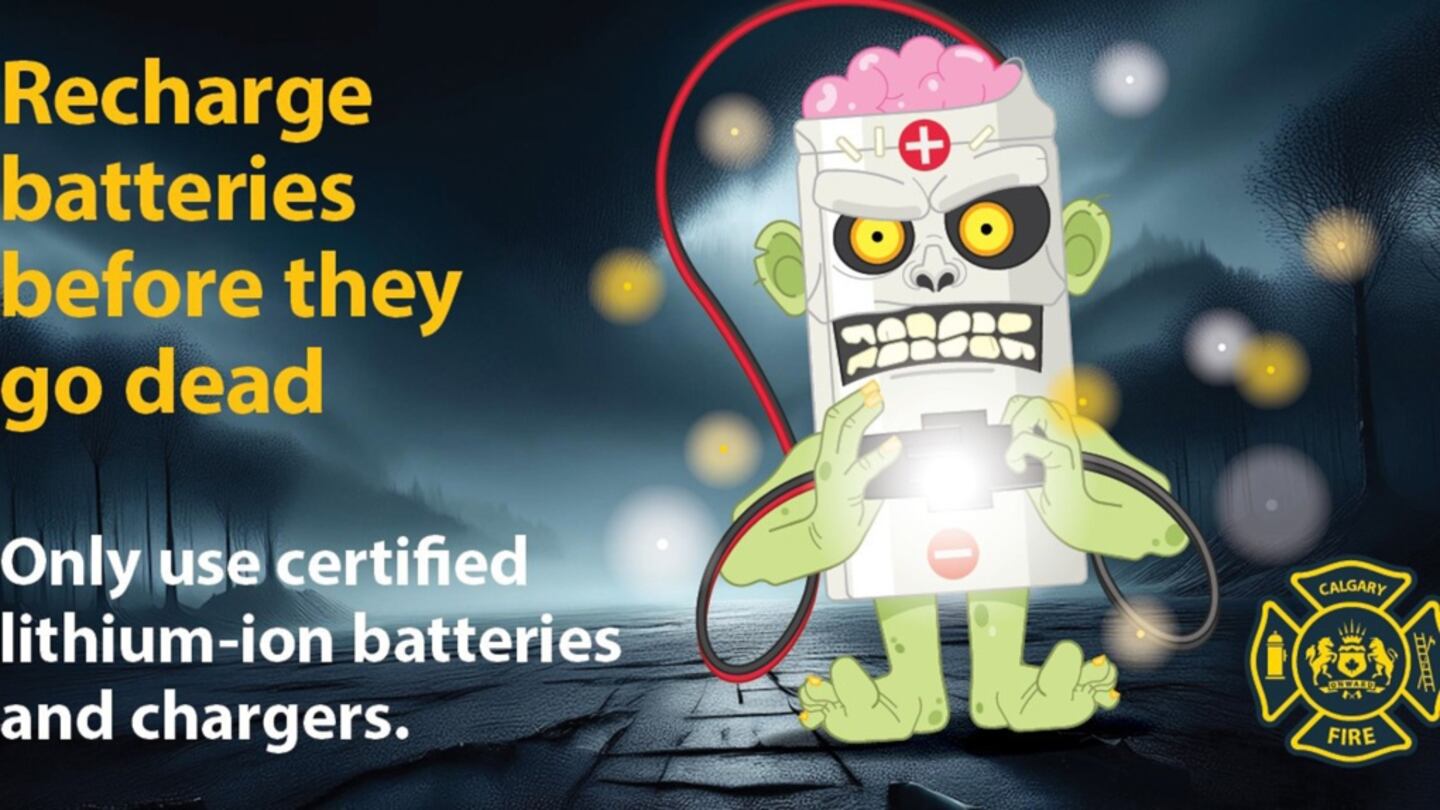 Recharge
batteries
before they
go dead
Only use certified
lithium-ion batteries
and chargers.
+
−
CALGARY
ONWARD
FIRE